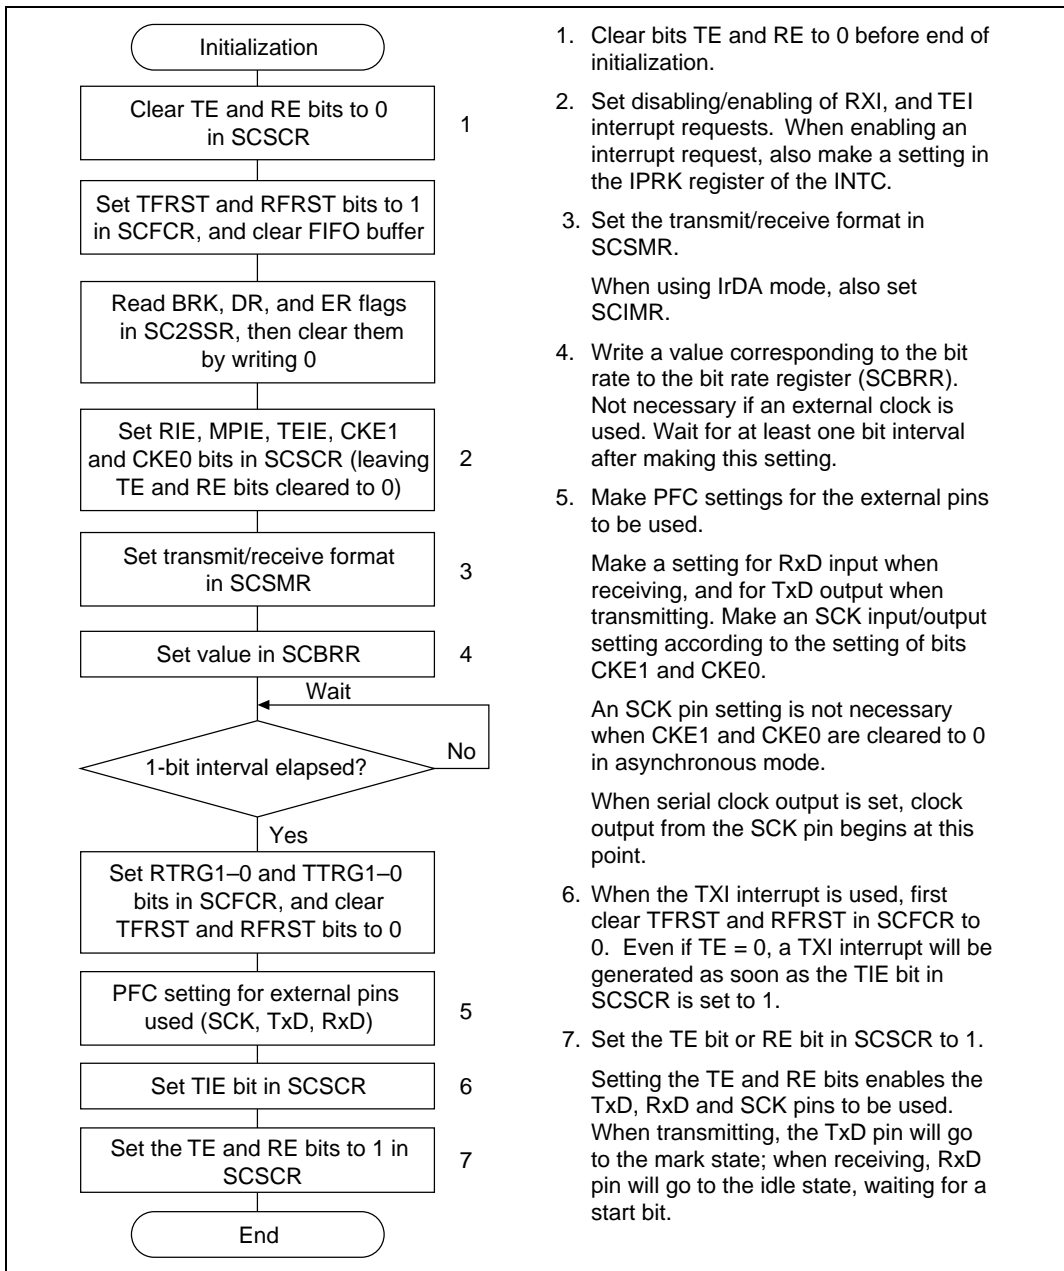 Initialization
Clear TE and RE bits to 0
in SCSCR
1
Set TFRST and RFRST bits to 1
in SCFCR, and clear FIFO buffer
Read BRK, DR, and ER flags
in SC2SSR, then clear them
by writing 0
Set RIE, MPIE, TEIE, CKE1
and CKE0 bits in SCSCR (leaving
TE and RE bits cleared to 0)
2
Set transmit/receive format
in SCSMR
3
Set value in SCBRR
4
Wait
1-bit interval elapsed?
No
Yes
Set RTRG1–0 and TTRG1–0
bits in SCFCR, and clear
TFRST and RFRST bits to 0
PFC setting for external pins
used (SCK, TxD, RxD)
5
Set TIE bit in SCSCR
6
Set the TE and RE bits to 1 in
SCSCR
7
End
1. Clear bits TE and RE to 0 before end of
initialization.
2. Set disabling/enabling of RXI, and TEI
interrupt requests. When enabling an
interrupt request, also make a setting in
the IPRK register of the INTC.
3. Set the transmit/receive format in
SCSMR.
When using IrDA mode, also set
SCIMR.
4. Write a value corresponding to the bit
rate to the bit rate register (SCBRR).
Not necessary if an external clock is
used. Wait for at least one bit interval
after making this setting.
5. Make PFC settings for the external pins
to be used.
Make a setting for RxD input when
receiving, and for TxD output when
transmitting. Make an SCK input/output
setting according to the setting of bits
CKE1 and CKE0.
An SCK pin setting is not necessary
when CKE1 and CKE0 are cleared to 0
in asynchronous mode.
When serial clock output is set, clock
output from the SCK pin begins at this
point.
6. When the TXI interrupt is used, first
clear TFRST and RFRST in SCFCR to
0. Even if TE = 0, a TXI interrupt will be
generated as soon as the TIE bit in
SCSCR is set to 1.
7. Set the TE bit or RE bit in SCSCR to 1.
Setting the TE and RE bits enables the
TxD, RxD and SCK pins to be used.
When transmitting, the TxD pin will go
to the mark state; when receiving, RxD
pin will go to the idle state, waiting for a
start bit.